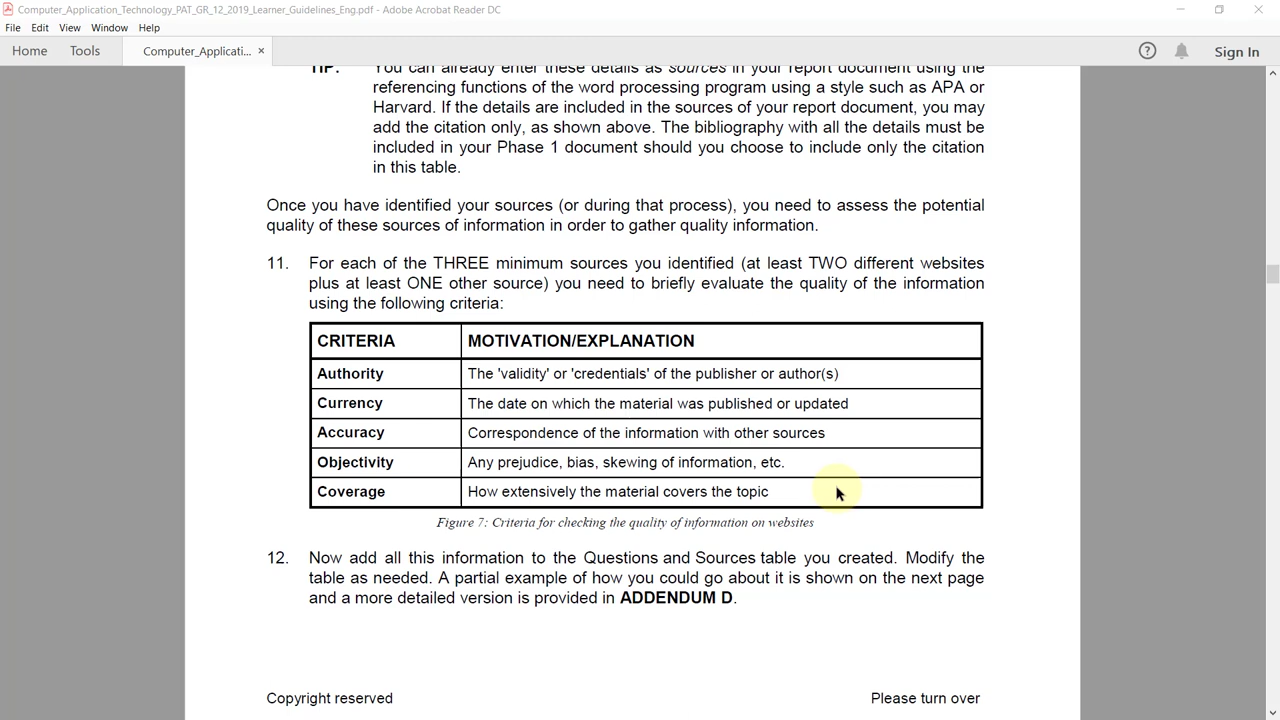 Computer_Application_Technology_PAT_GR_12_2019_Learner_Guidelines_Eng.pdf - Adobe Acrobat Reader DC
File Edit View Window Help
Home Tools Computer_Applicati... × Sign In
TIP: You can already enter these details as sources in your report document using the
referencing functions of the word processing program using a style such as APA or
Harvard. If the details are included in the sources of your report document, you may
add the citation only, as shown above. The bibliography with all the details must be
included in your Phase 1 document should you choose to include only the citation
in this table.
Once you have identified your sources (or during that process), you need to assess the potential
quality of these sources of information in order to gather quality information.
11. For each of the THREE minimum sources you identified (at least TWO different websites
plus at least ONE other source) you need to briefly evaluate the quality of the information
using the following criteria:
CRITERIA MOTIVATION/EXPLANATION
Authority The 'validity' or 'credentials' of the publisher or author(s)
Currency The date on which the material was published or updated
Accuracy Correspondence of the information with other sources
Objectivity Any prejudice, bias, skewing of information, etc.
Coverage How extensively the material covers the topic
Figure 7: Criteria for checking the quality of information on websites
12. Now add all this information to the Questions and Sources table you created. Modify the
table as needed. A partial example of how you could go about it is shown on the next page
and a more detailed version is provided in ADDENDUM D.
Copyright reserved Please turn over